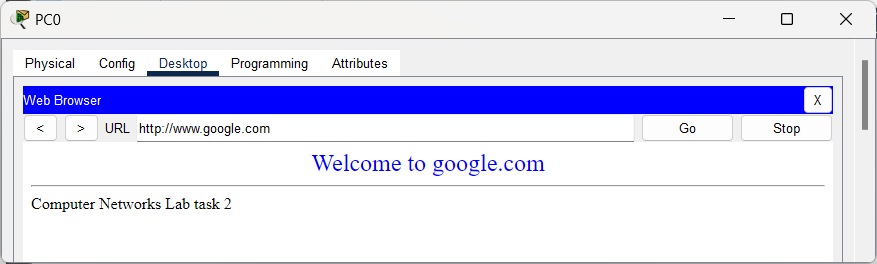 PC0
Physical Config Desktop Programming Attributes
Web Browser X
< > URL http://www.google.com Go Stop
Welcome to google.com
Computer Networks Lab task 2